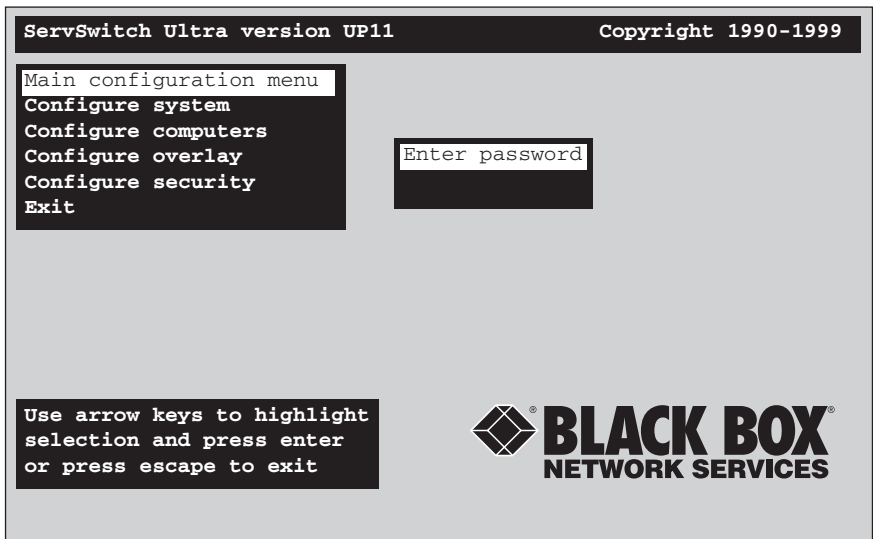 ServSwitch Ultra version UP11 Copyright 1990-1999
Main configuration menu
Configure system
Configure computers
Configure overlay
Configure security
Exit
Enter password
Use arrow keys to highlight
selection and press enter
or press escape to exit
® BLACK BOX®
NETWORK SERVICES